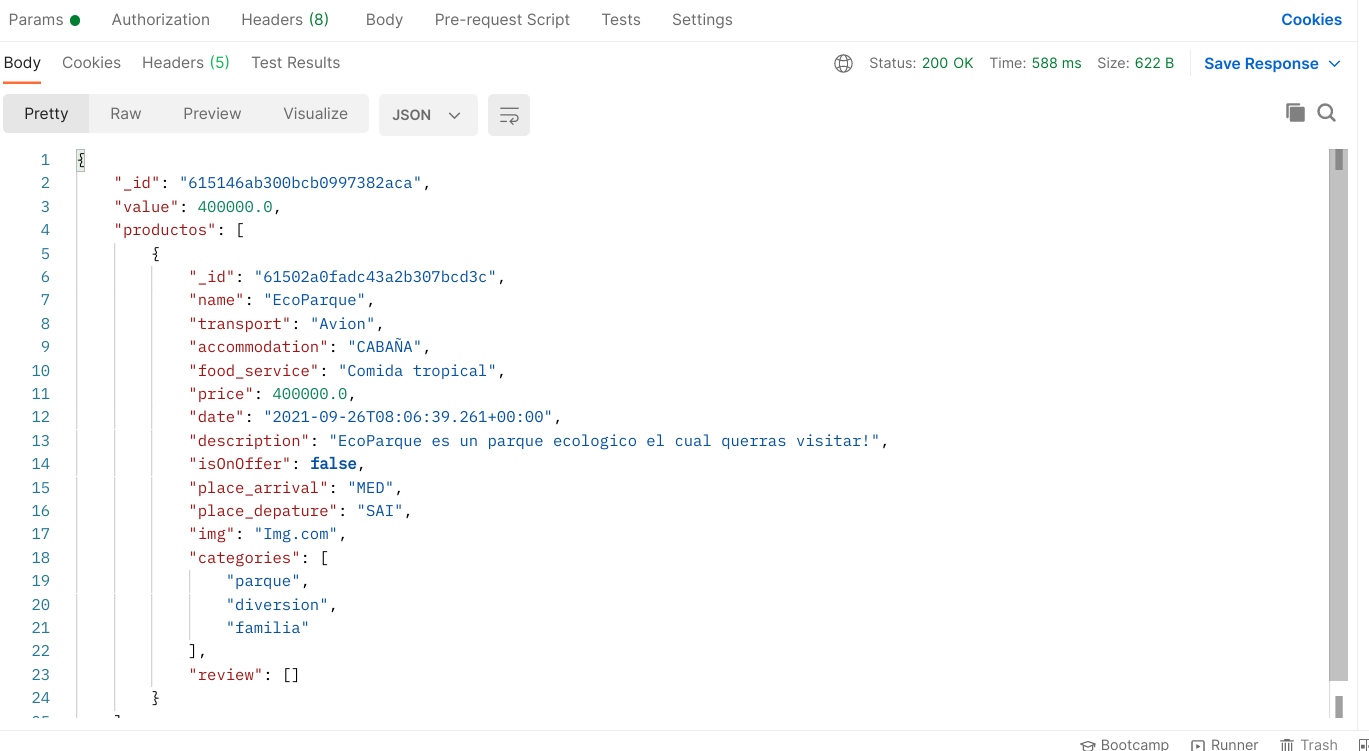 Params Authorization Headers (8) Body Pre-request Script Tests Settings Cookies
Body Cookies Headers (5) Test Results Status: 200 OK Time: 588 ms Size: 622 B Save Response
Pretty Raw Preview Visualize JSON
1 {
2 "_id": "615146ab300bcb0997382aca",
3 "value": 400000.0,
4 "productos": [
5 {
6 "_id": "61502a0fadc43a2b307bcd3c",
7 "name": "EcoParque",
8 "transport": "Avion",
9 "accommodation": "CABAÑA",
10 "food_service": "Comida tropical",
11 "price": 400000.0,
12 "date": "2021-09-26T08:06:39.261+00:00",
13 "description": "EcoParque es un parque ecologico el cual querras visitar!",
14 "isOnOffer": false,
15 "place_arrival": "MED",
16 "place_depature": "SAI",
17 "img": "Img.com",
18 "categories": [
19 "parque",
20 "diversion",
21 "familia"
22 ],
23 "review": []
24 }
Bootcamp Runner Trash